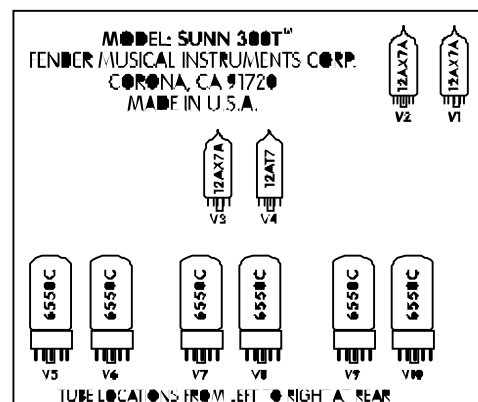 MODEL: SUNN 300T™
FENDER MUSICAL INSTRUMENTS CORP.
CORONA, CA 91720
MADE IN U.S.A.
12AX7A 12AX7A
V2 V1
12AX7A 12AT7
V3 V4
6550C 6550C 6550C 6550C 6550C 6550C
V5 V6 V7 V8 V9 V10
TUBE LOCATIONS FROM LEFT TO RIGHT AT REAR